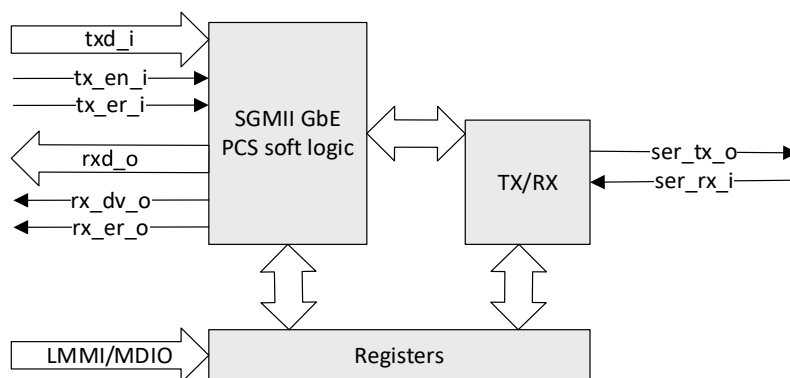 txd_i
tx_en_i
tx_er_i
rxd_o
rx_dv_o
rx_er_o
SGMII GbE
PCS soft logic
TX/RX
ser_tx_o
ser_rx_i
LMMI/MDIO
Registers